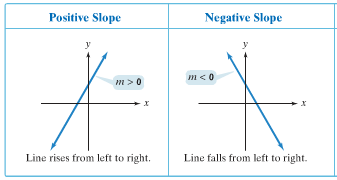 Positive Slope
y
m > 0
x
Line rises from left to right.
Negative Slope
y
m < 0
x
Line falls from left to right.